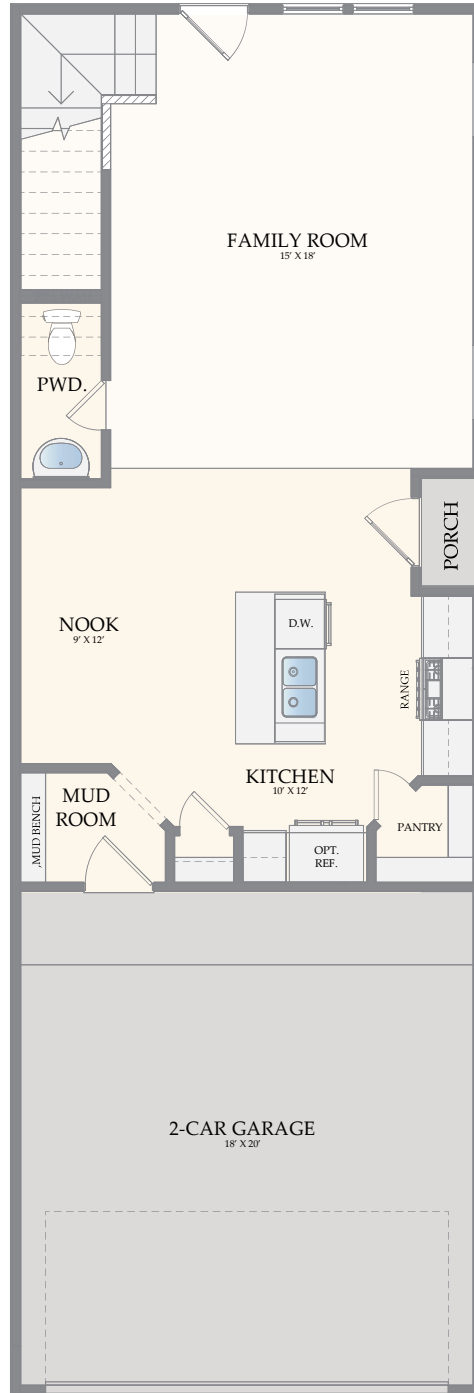 FAMILY ROOM
15' X 18'
PWD.
PORCH
NOOK
9' X 12'
D.W.
RANGE
KITCHEN
10' X 12'
MUD
ROOM
,MUD BENCH
PANTRY
OPT.
REF.
2-CAR GARAGE
18' X 20'